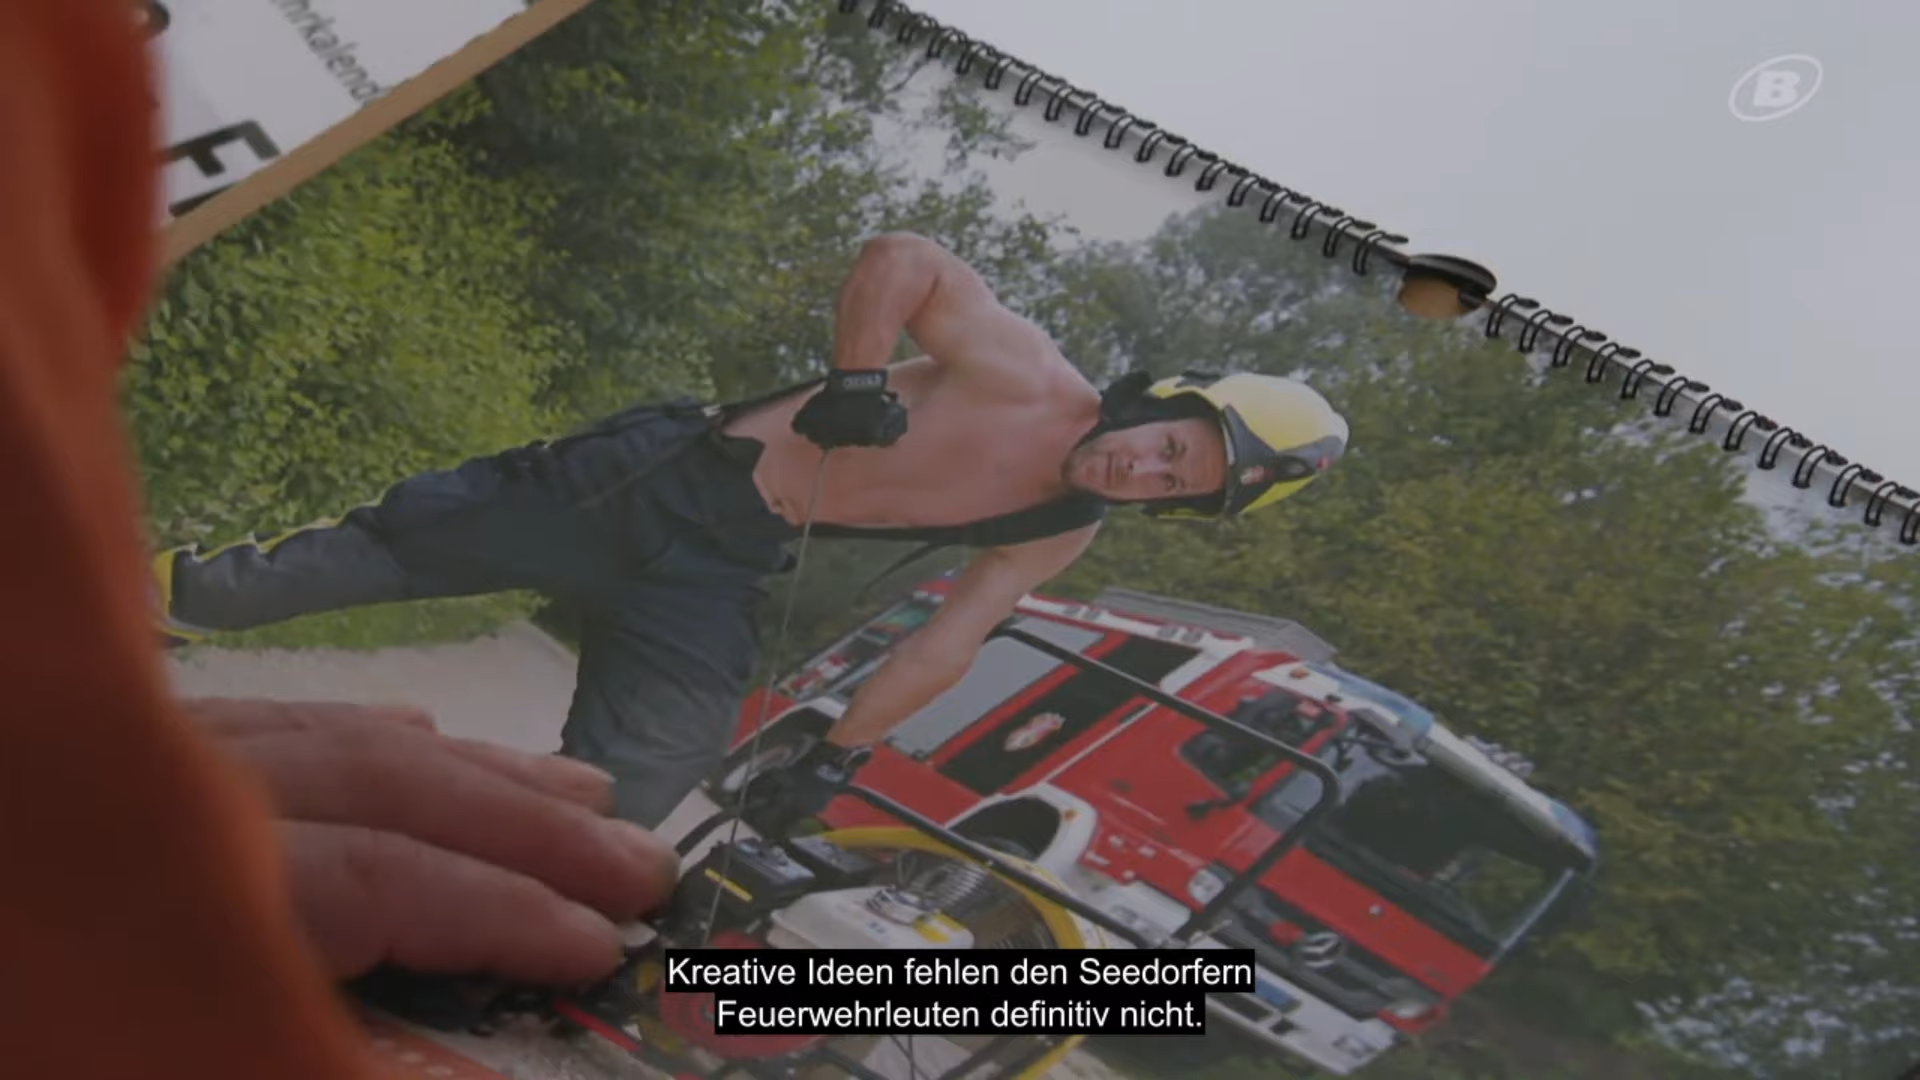 B
Kreative Ideen fehlen den Seedorfern
Feuerwehrleuten definitiv nicht.